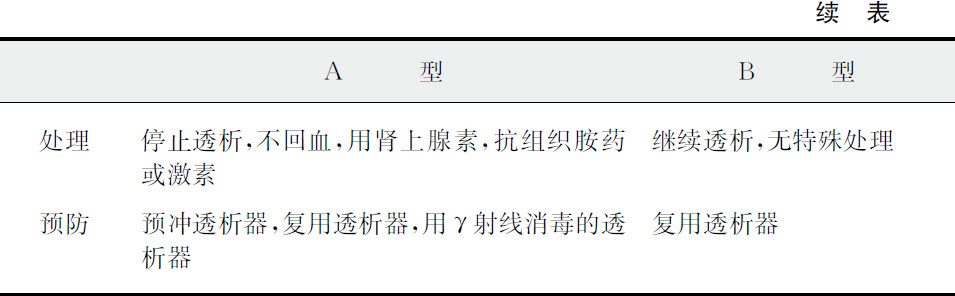 续 表
A 型 B 型
处理 停止透析,不回血,用肾上腺素,抗组织胺药 继续透析,无特殊处理
或激素
预防 预冲透析器,复用透析器,用γ射线消毒的透 复用透析器
析器